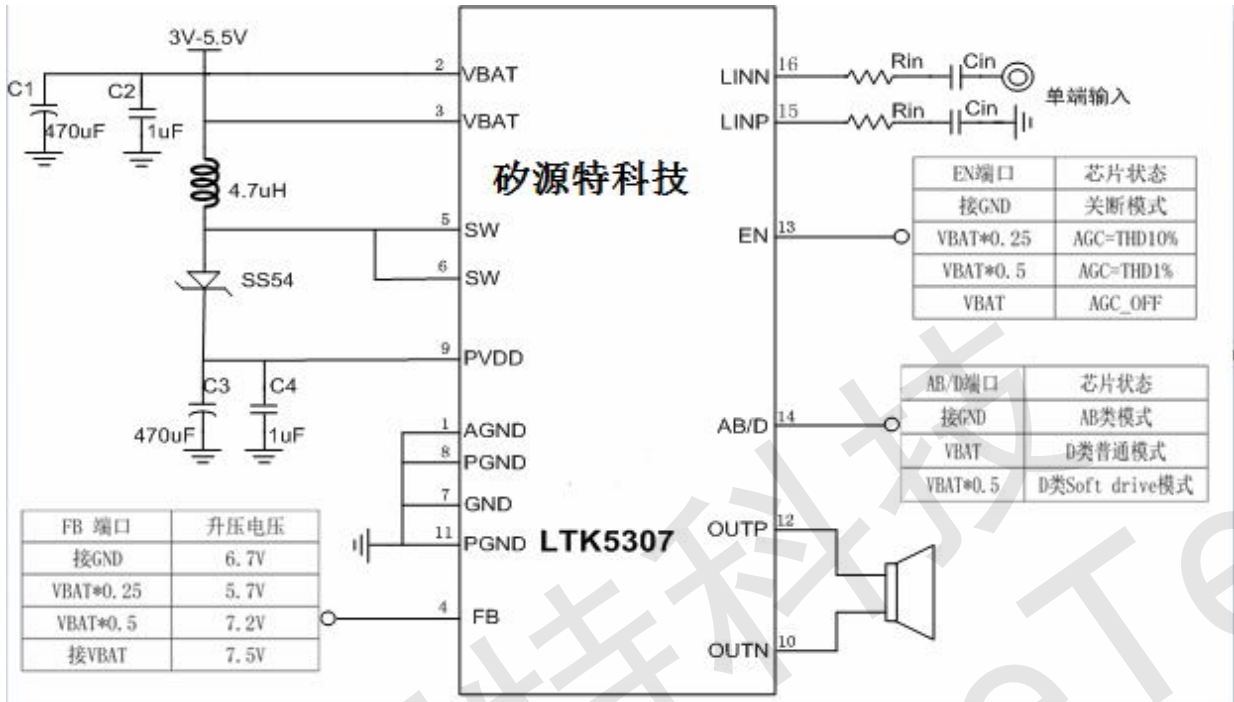 3V-5.5V
C1
470uF
C2
1uF
4.7uH
SS54
C3
470uF
C4
1uF
2 VBAT
3 VBAT
5 SW
6 SW
9 PVDD
1 AGND
8 PGND
7 GND
11 PGND
4 FB
矽源特科技
LTK5307
LINN 16
Rin Cin
LINP 15
Rin Cin
单端输入
EN 13
AB/D 14
OUTP 12
OUTN 10
EN端口 芯片状态
接GND 关断模式
VBAT*0.25 AGC=THD10%
VBAT*0.5 AGC=THD1%
VBAT AGC_OFF
AB/D端口 芯片状态
接GND AB类模式
VBAT D类普通模式
VBAT*0.5 D类Soft drive模式
FB 端口 升压电压
接GND 6.7V
VBAT*0.25 5.7V
VBAT*0.5 7.2V
接VBAT 7.5V
特科技
Te